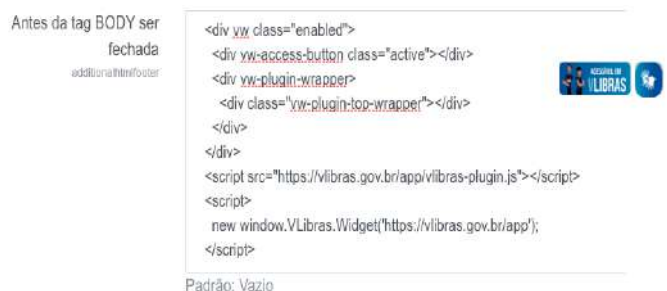 Antes da tag BODY ser
fechada
additionalhtmlfooter
<div vw class="enabled">
<div vw-access-button class="active"></div>
<div vw-plugin-wrapper>
<div class="vw-plugin-top-wrapper"></div>
</div>
</div>
<script src="https://vlibras.gov.br/app/vlibras-plugin.js"></script>
<script>
new window.VLibras.Widget('https://vlibras.gov.br/app');
</script>
ACESSÍVEL EM
VLIBRAS
Padrão: Vazio